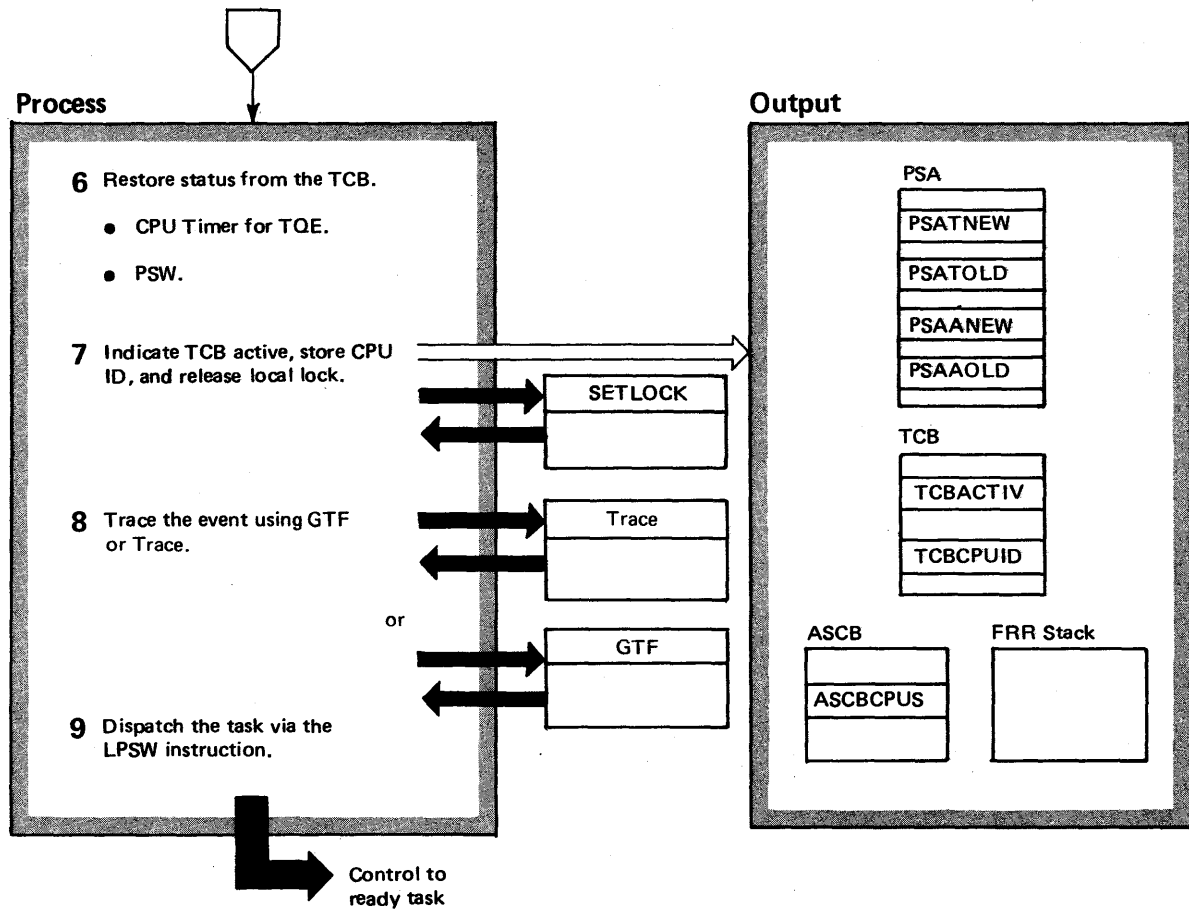 Process
6 Restore status from the TCB.
• CPU Timer for TQE.
• PSW.
7 Indicate TCB active, store CPU
ID, and release local lock.
SETLOCK
8 Trace the event using GTF
or Trace.
Trace
or
GTF
9 Dispatch the task via the
LPSW instruction.
Control to
ready task
Output
PSA
PSATNEW
PSATOLD
PSAANEW
PSAAOLD
TCB
TCBACTIV
TCBCPUID
ASCB
ASCBCPUS
FRR Stack